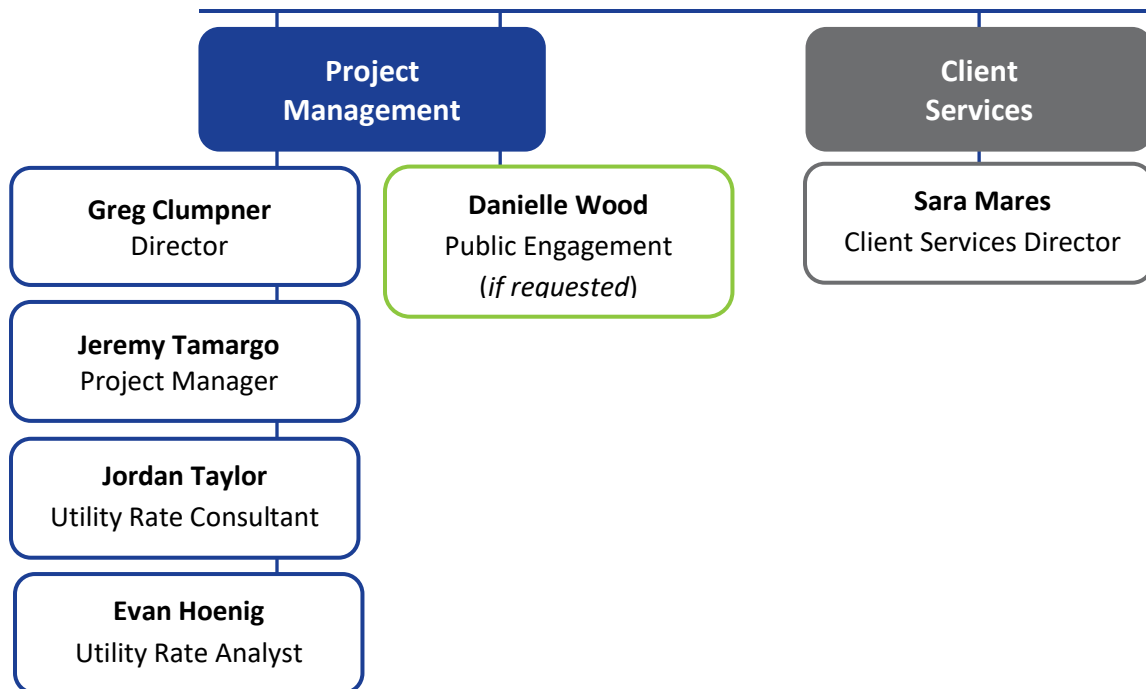 Project
Management
Client
Services
Greg Clumpner
Director
Danielle Wood
Public Engagement
(if requested)
Sara Mares
Client Services Director
Jeremy Tamargo
Project Manager
Jordan Taylor
Utility Rate Consultant
Evan Hoenig
Utility Rate Analyst